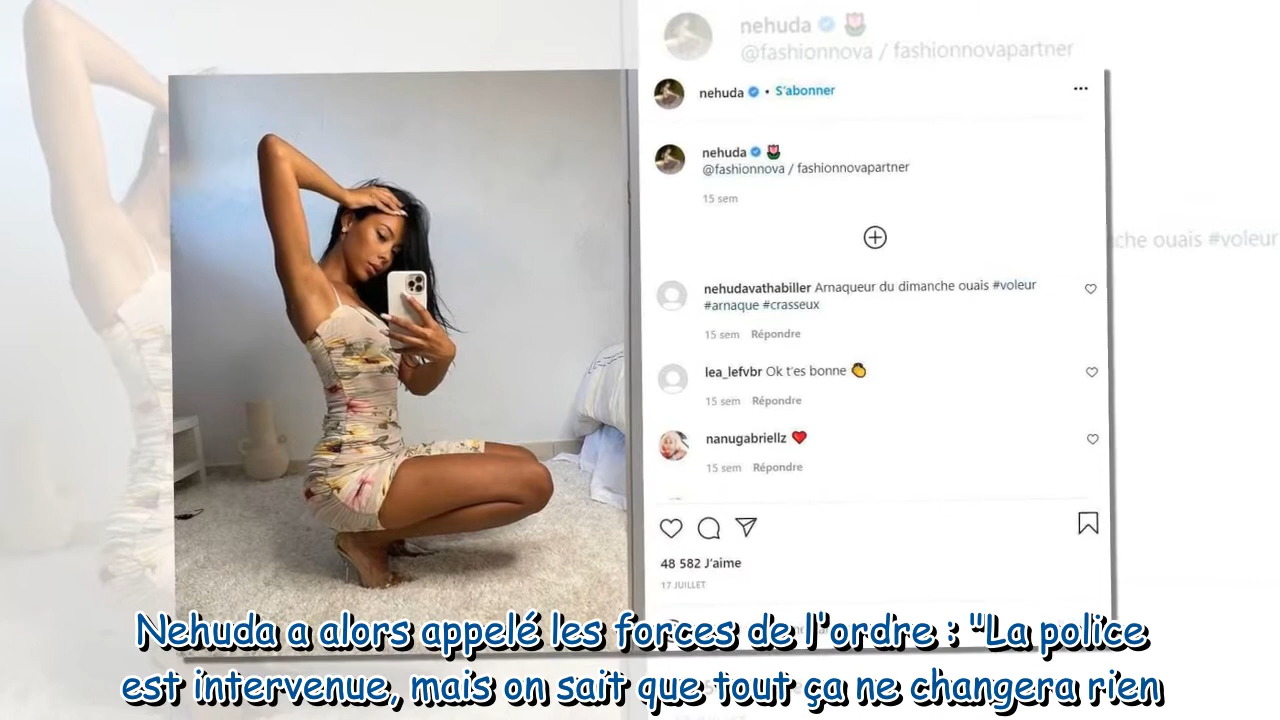 nehuda
@fashionnova / fashionnovapartner
nehuda • S'abonner
nehuda
@fashionnova / fashionnovapartner
15 sem
che ouais #voleur
nehudavathabiller Arnaqueur du dimanche ouais #voleur
#arnaque #crasseux
15 sem Répondre
lea_lefvbr Ok t'es bonne 👏
15 sem Répondre
nanugabriellz ❤️
15 sem Répondre
48 582 J'aime
17 JUILLET
Nehuda a alors appelé les forces de l'ordre : "La police
est intervenue, mais on sait que tout ça ne changera rien